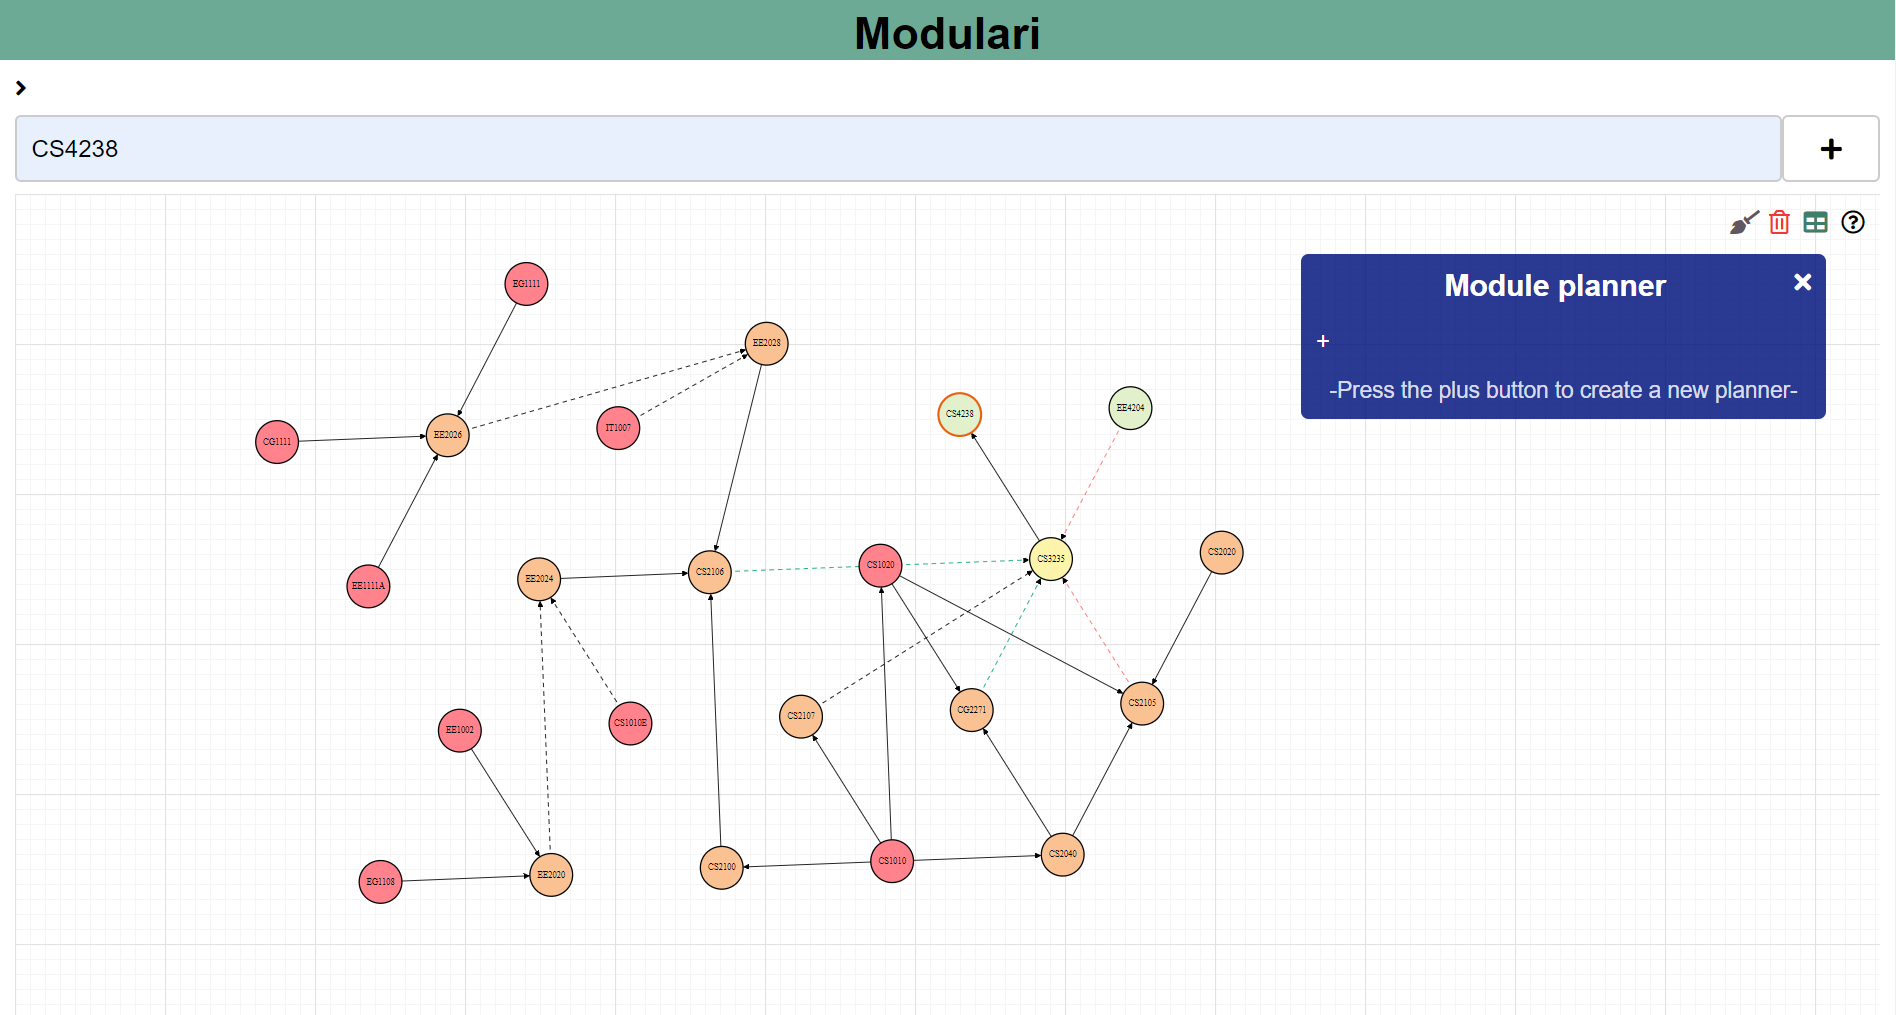 Modulari
CS4238
Module planner
+
-Press the plus button to create a new planner-
EG1111
EE2028
CS4238
EE4204
CG1111
EE2026
IT1007
EE1111A
EE2024
CS2106
CS1020
CS3235
CS2020
EE1002
CS1010E
CS2107
CG2271
CS2105
EG1108
EE2020
CS2100
CS1010
CS2040